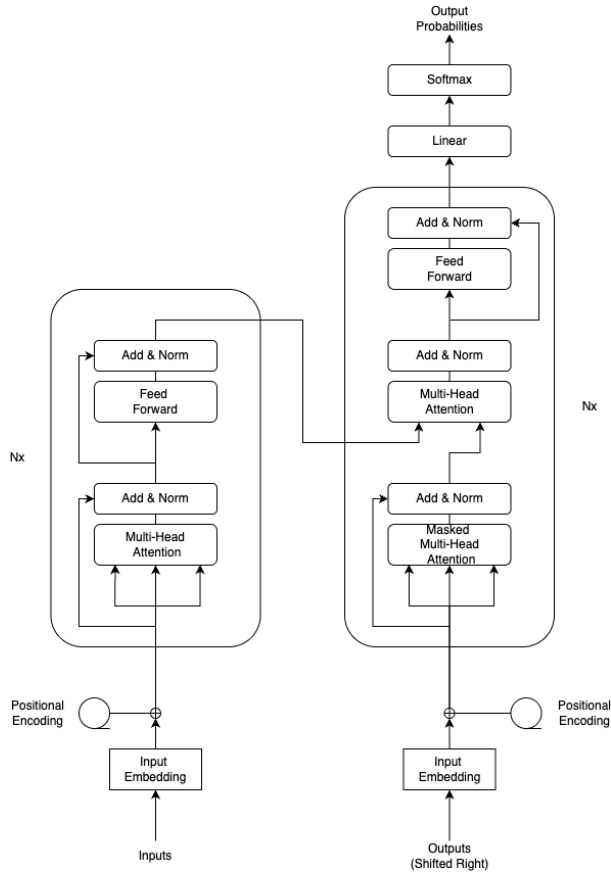 Output
Probabilities
Softmax
Linear
Add & Norm
Feed
Forward
Add & Norm
Multi-Head
Attention
Nx
Add & Norm
Masked
Multi-Head
Attention
Add & Norm
Feed
Forward
Nx
Add & Norm
Multi-Head
Attention
Positional
Encoding
Input
Embedding
Inputs
Positional
Encoding
Input
Embedding
Outputs
(Shifted Right)